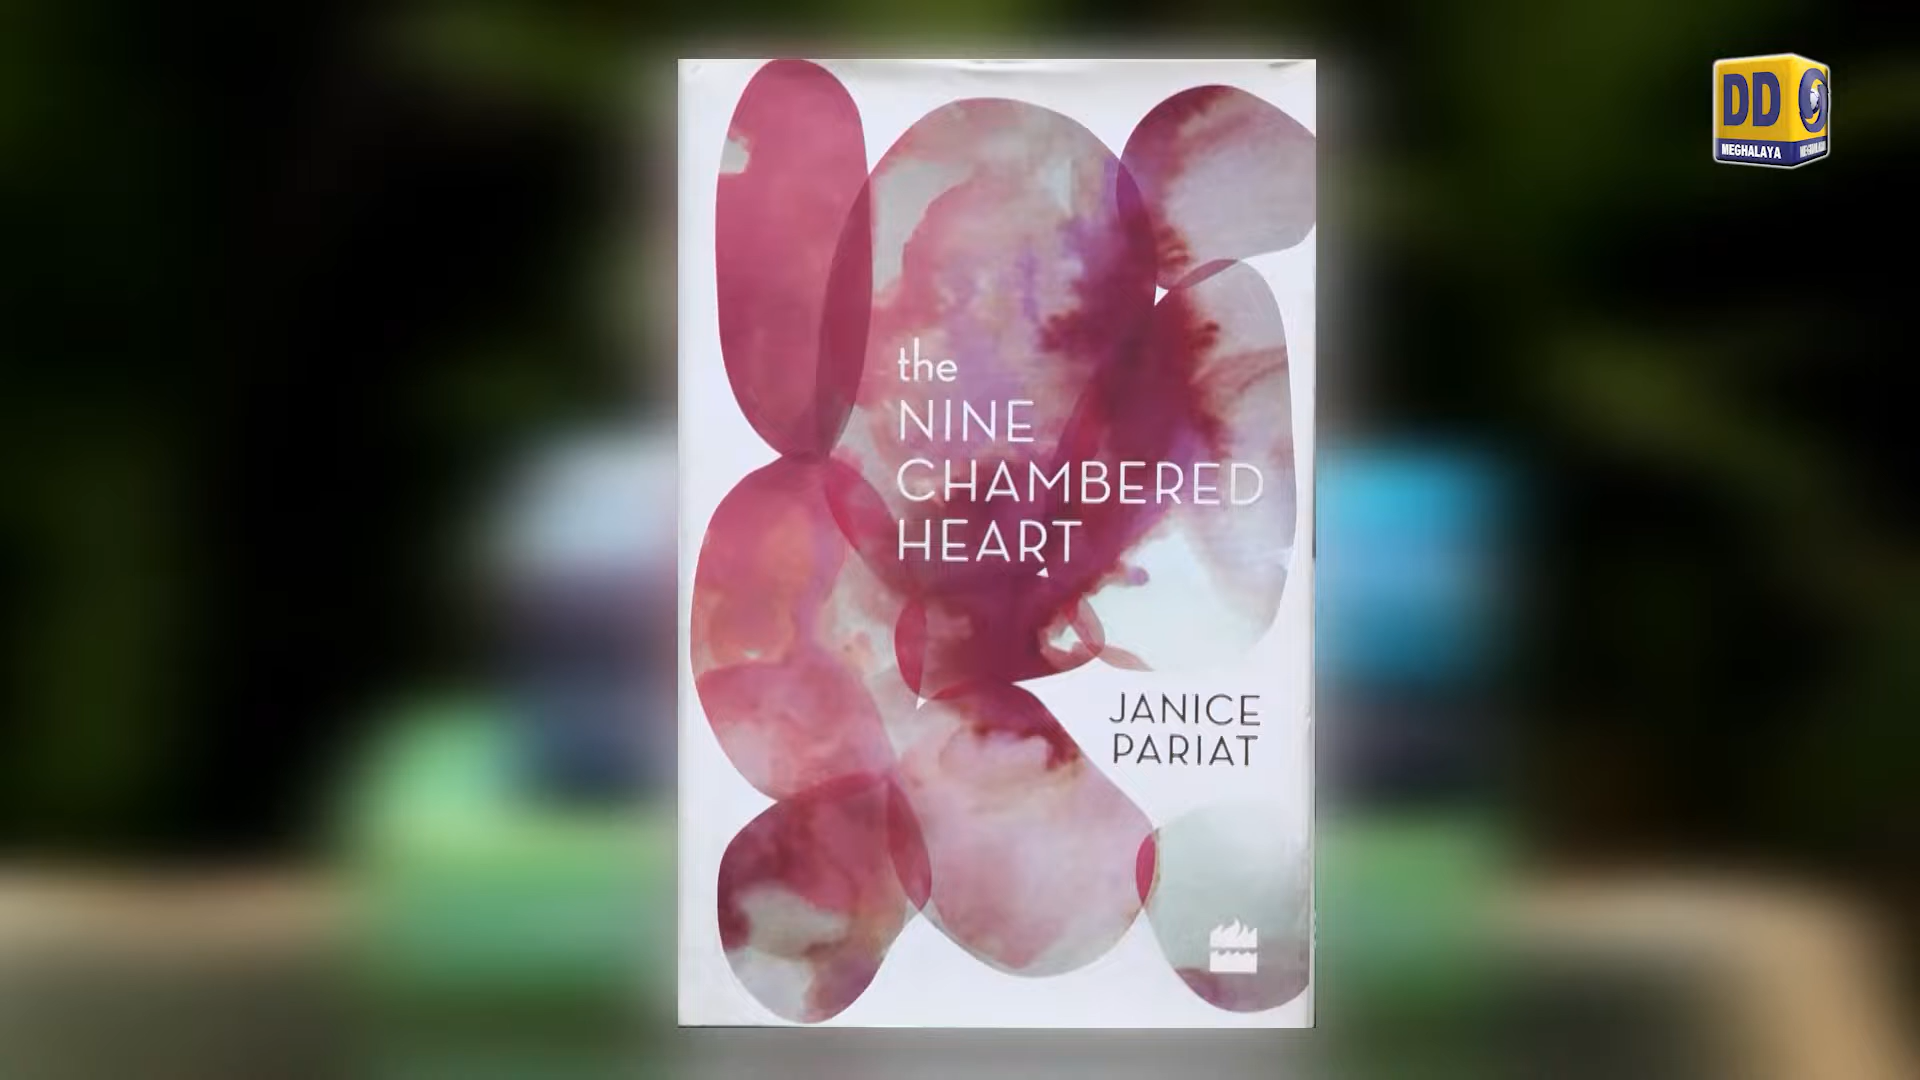 the
NINE
CHAMBERED
HEART
JANICE
PARIAT
DD
MEGHALAYA